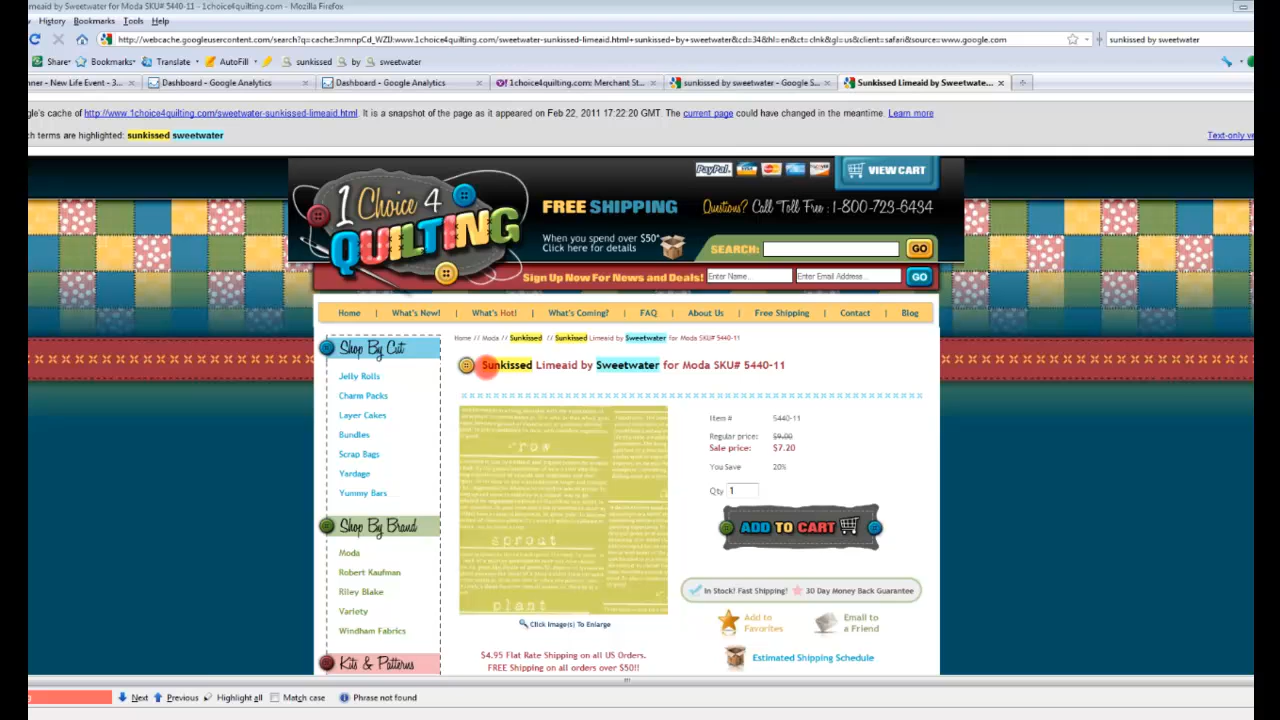 imeaid by Sweetwater for Moda SKU# 5440-11 - 1choice4quilting.com - Mozilla Firefox
History Bookmarks Tools Help
http://webcache.googleusercontent.com/search?q=cache:3nmnpCd_WZIJ:www.1choice4quilting.com/sweetwater-sunkissed-limeaid.html+sunkissed+by+sweetwater&cd=34&hl=en&ct=clnk&gl=us&client=safari&source=www.google.com
sunkissed by sweetwater
Share Bookmarks Translate AutoFill sunkissed by sweetwater
nner - New Life Event - 3... Dashboard - Google Analytics Dashboard - Google Analytics 1choice4quilting.com: Merchant St... sunkissed by sweetwater - Google S... Sunkissed Limeaid by Sweetwate...
gle's cache of http://www.1choice4quilting.com/sweetwater-sunkissed-limeaid.html. It is a snapshot of the page as it appeared on Feb 22, 2011 17:22:20 GMT. The current page could have changed in the meantime. Learn more
ch terms are highlighted: sunkissed sweetwater
Text-only ve
1 Choice 4
QUILTING
PayPal
VIEW CART
FREE SHIPPING
Questions? Call Toll Free : 1-800-723-6434
When you spend over $50*
Click here for details
SEARCH: GO
Sign Up Now For News and Deals! Enter Name... Enter Email Address... GO
Home | What's New! | What's Hot! | What's Coming? | FAQ | About Us | Free Shipping | Contact | Blog
Home // Moda // Sunkissed // Sunkissed Limeaid by Sweetwater for Moda SKU# 5440-11
Sunkissed Limeaid by Sweetwater for Moda SKU# 5440-11
Shop By Cut
Jelly Rolls
Charm Packs
Layer Cakes
Bundles
Scrap Bags
Yardage
Yummy Bars
Shop By Brand
Moda
Robert Kaufman
Riley Blake
Variety
Windham Fabrics
Kits & Patterns
grow
sprout
plant
Click Image(s) To Enlarge
$4.95 Flat Rate Shipping on all US Orders.
FREE Shipping on all orders over $50!!
Item # 5440-11
Regular price: $9.00
Sale price: $7.20
You Save 20%
Qty 1
ADD TO CART
In Stock! Fast Shipping! 30 Day Money Back Guarantee
Add to
Favorites
Email to
a Friend
Estimated Shipping Schedule
Next Previous Highlight all Match case Phrase not found